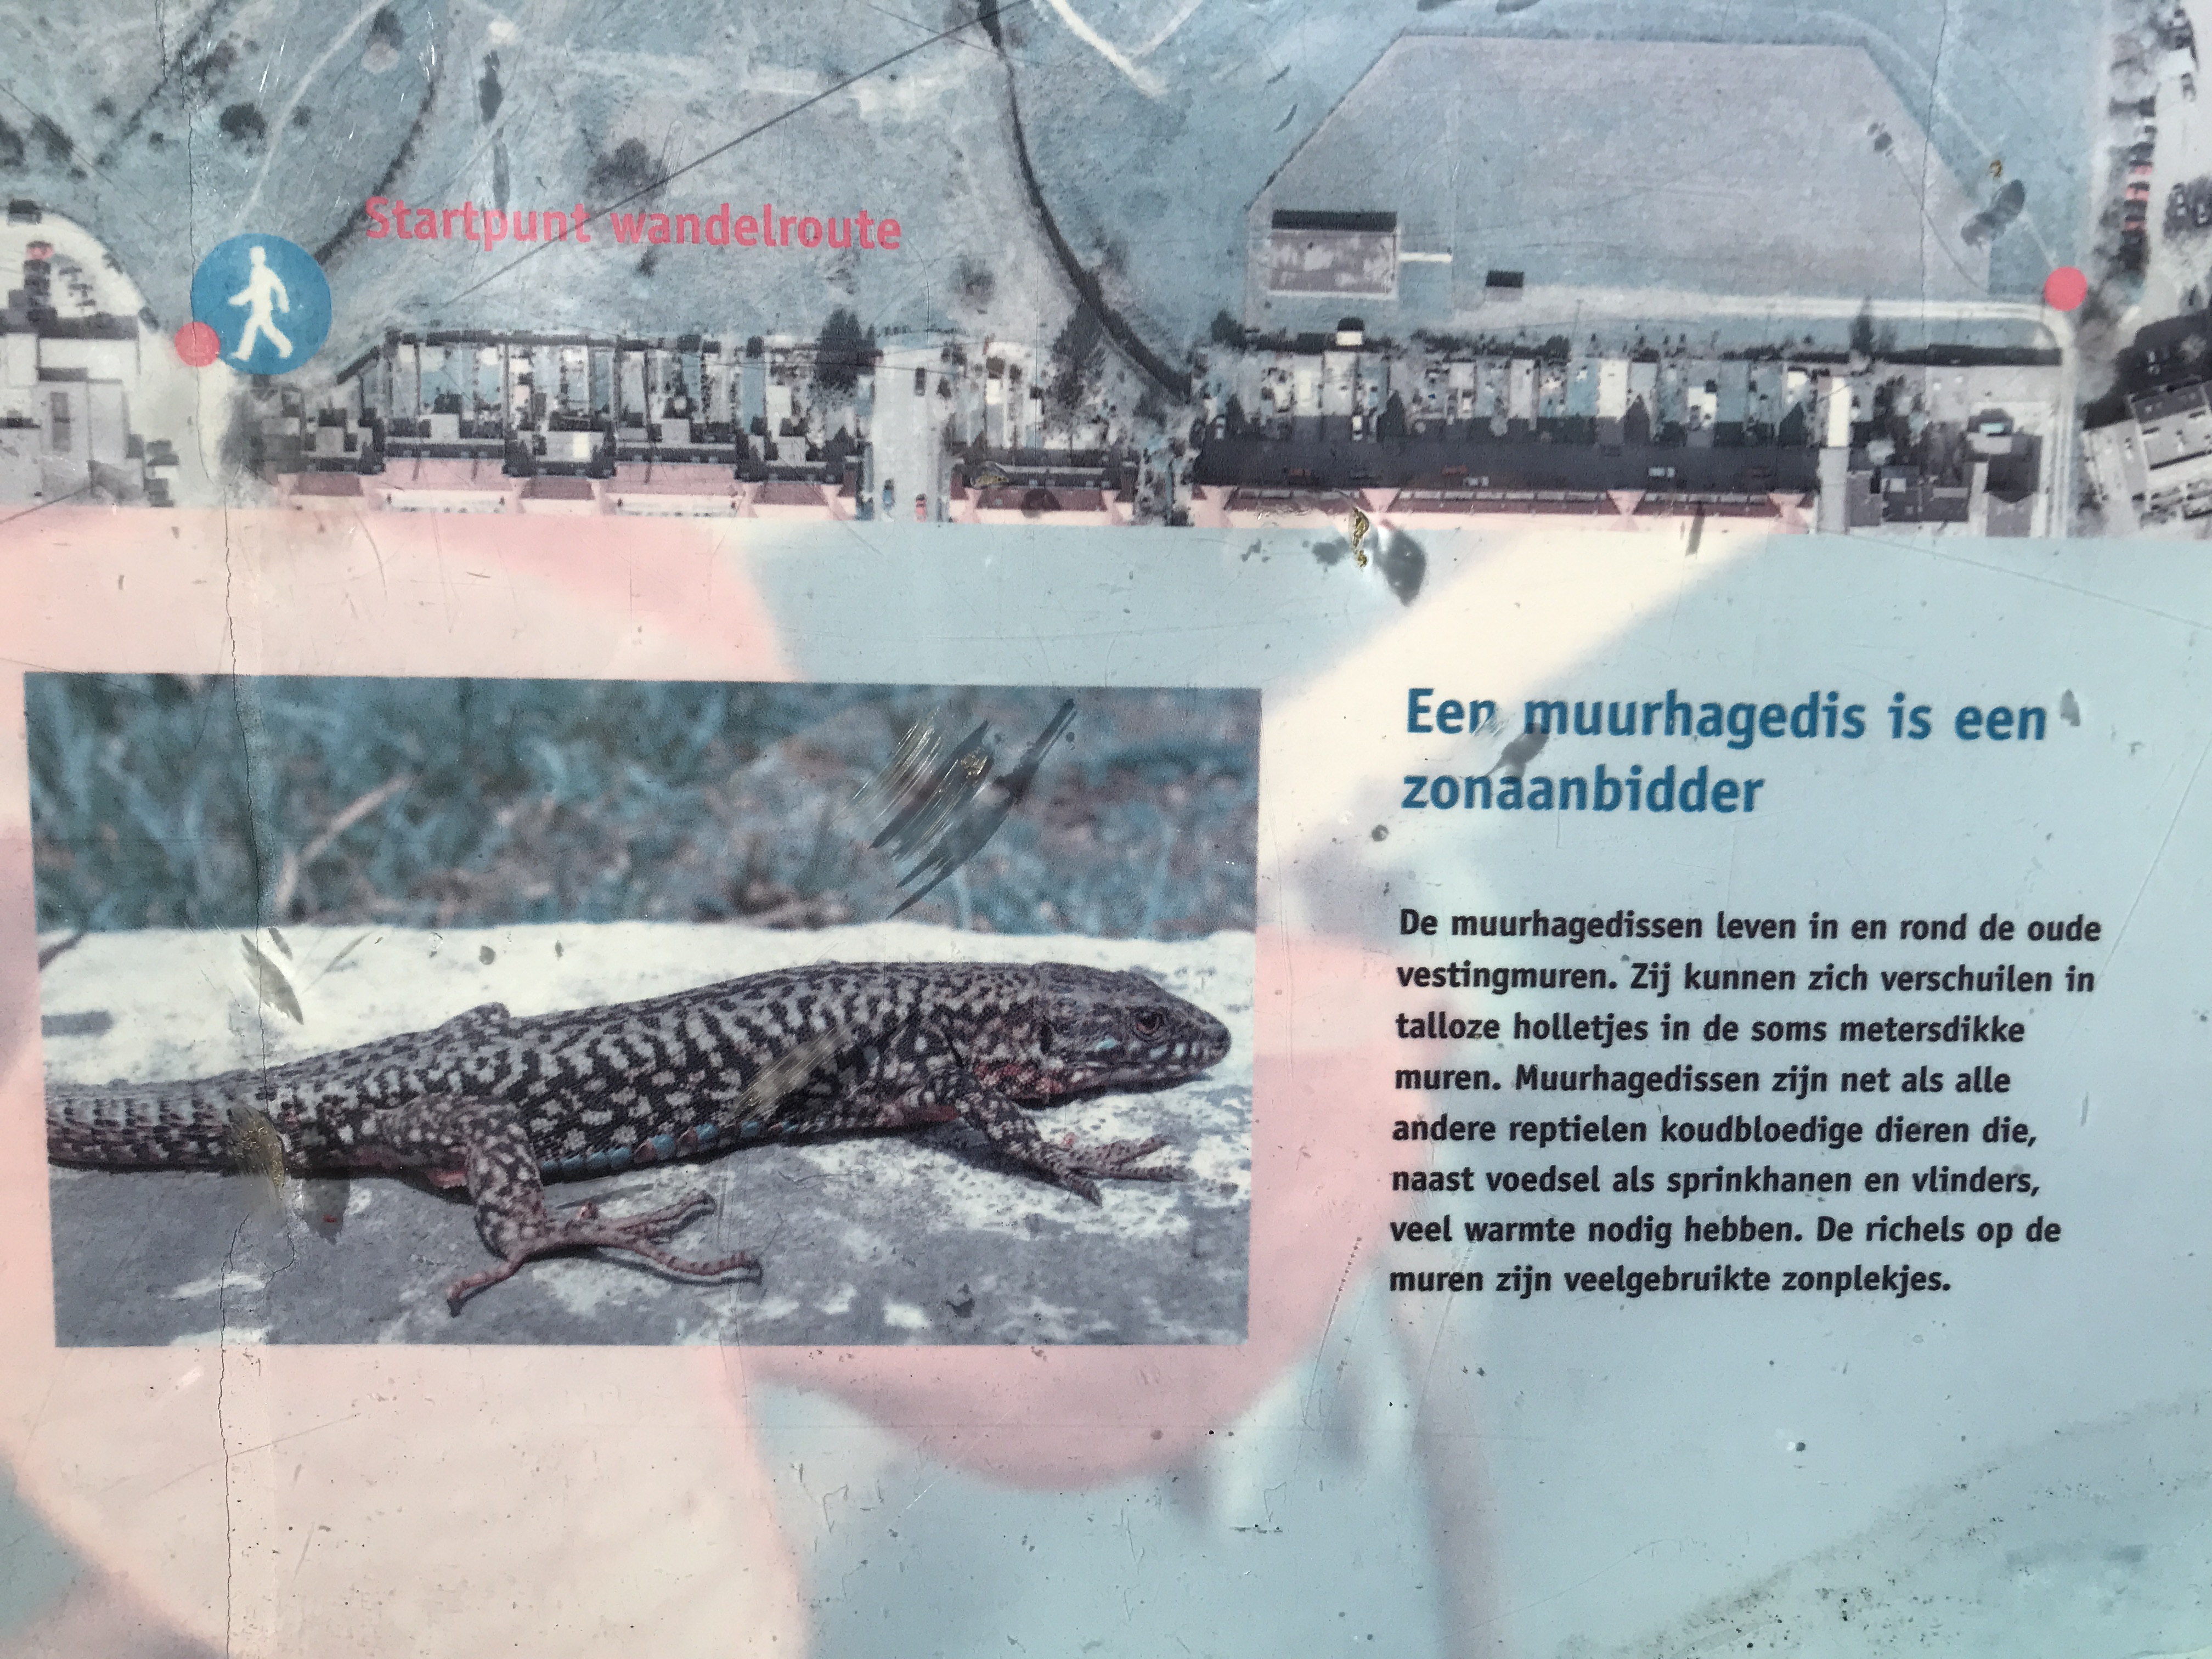 Startpunt wandelroute
Een muurhagedis is een
zonaanbidder
De muurhagedissen leven in en rond de oude
vestingmuren. Zij kunnen zich verschuilen in
talloze holletjes in de soms metersdikke
muren. Muurhagedissen zijn net als alle
andere reptielen koudbloedige dieren die,
naast voedsel als sprinkhanen en vlinders,
veel warmte nodig hebben. De richels op de
muren zijn veelgebruikte zonplekjes.